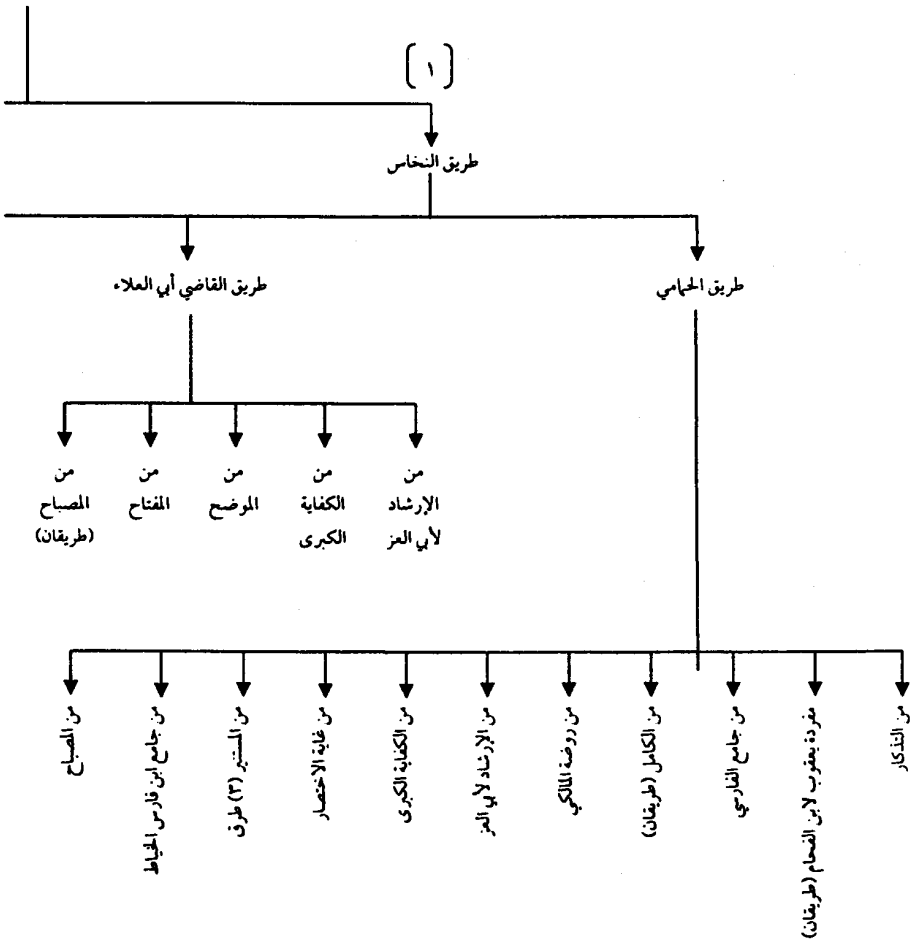 [ ١ ]
طريق النخاس
طريق الحمامي
طريق القاضي أبي العلاء
من
الإرشاد
لأبي العز
من
الكفاية
الكبرى
من
الموضح
من
المفتاح
من
المصباح
(طريقان)
من التذكار
مفردة يعقوب لابن الفحام (طريقان)
من جامع الفارسي
من الكامل (طريقان)
من روضة المالكي
من الإرشاد لأبي العز
من الكفاية الكبرى
من غاية الاختصار
من المستنير (٣) طرق
من جامع ابن فارس الخياط
من المصباح